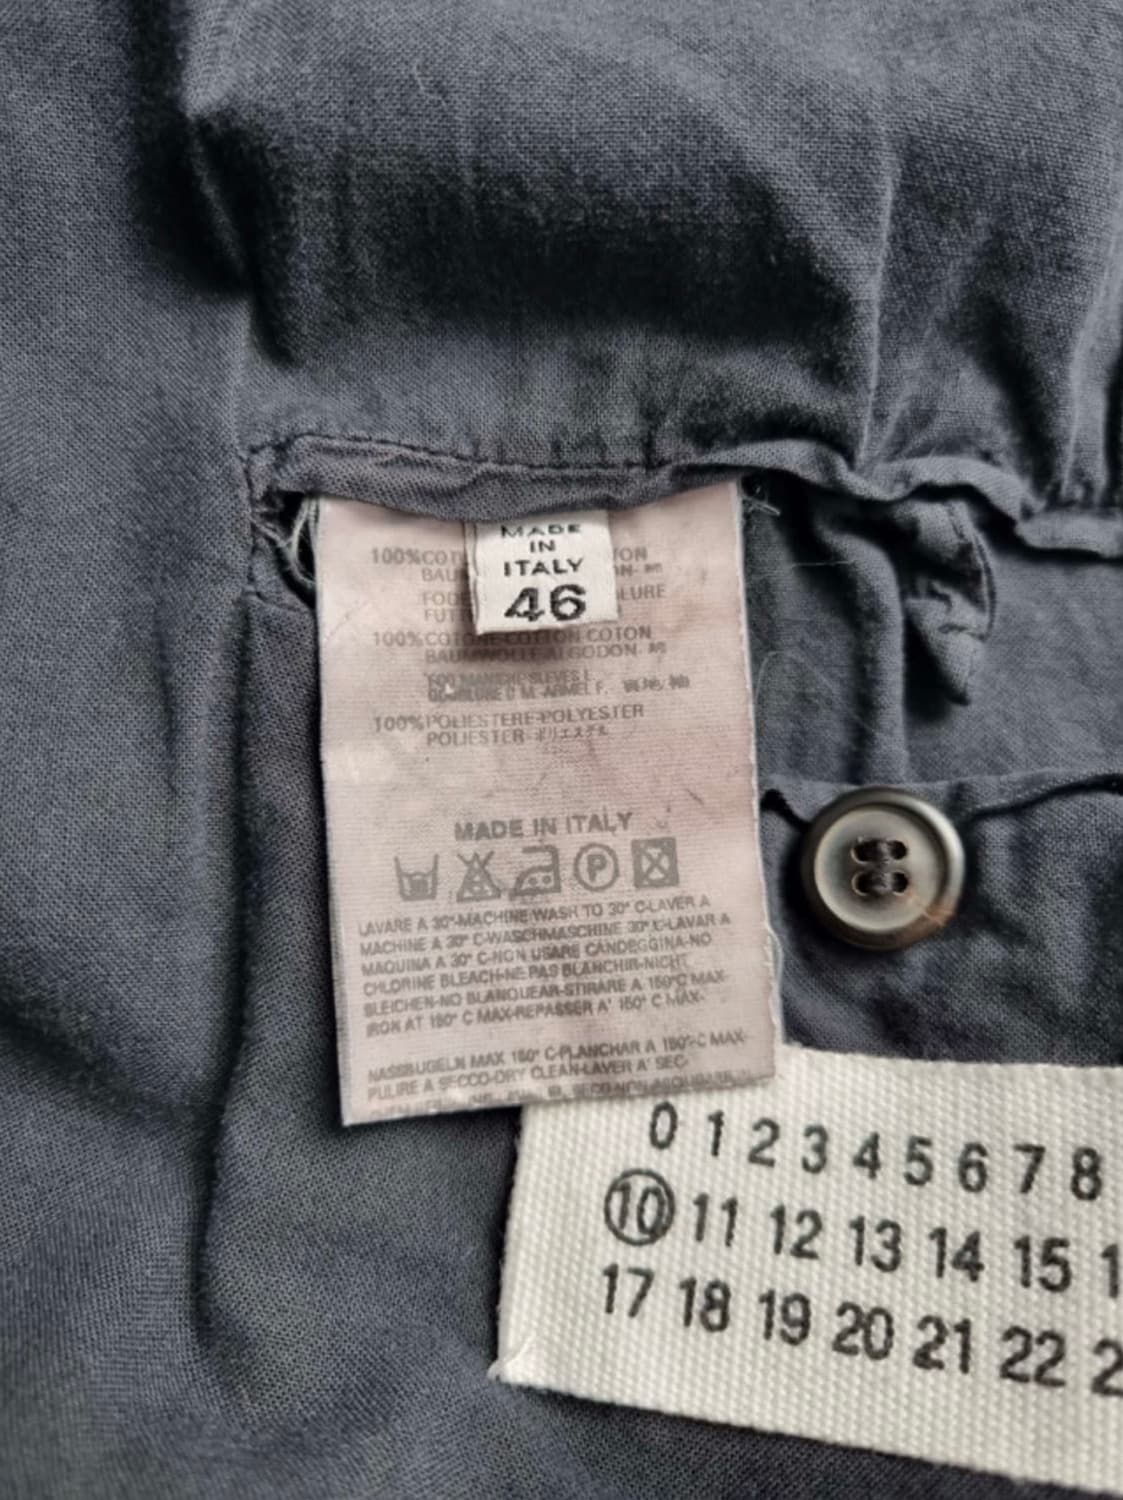 MADE
IN
ITALY
46
100%
100%COTONE-COTTON COTON
BAUMWOLLE-ALGODON-
100%POLIESTERE-POLYESTER
POLIESTER-ポリエステル
MADE IN ITALY
P
LAVARE A 30°-MACHINE WASH TO 30° C-LAVER A
MACHINE A 30° C-WASCHMASCHINE 30° C-LAVAR A
MAQUINA A 30° C-NON USARE CANDEGGINA-NO
CHLORINE BLEACH-NE PAS BLANCHIR-NICHT
BLEICHEN-NO BLANQUEAR-STIRARE A 150°C MAX-
IRON AT 150° C MAX-REPASSER A' 150° C MAX-
NASSBUGELN MAX 150° C-PLANCHAR A 150° C MAX-
PULIRE A SECCO-DRY CLEAN-LAVER A' SEC-
0 1 2 3 4 5 6 7 8
10 11 12 13 14 15 1
17 18 19 20 21 22 2